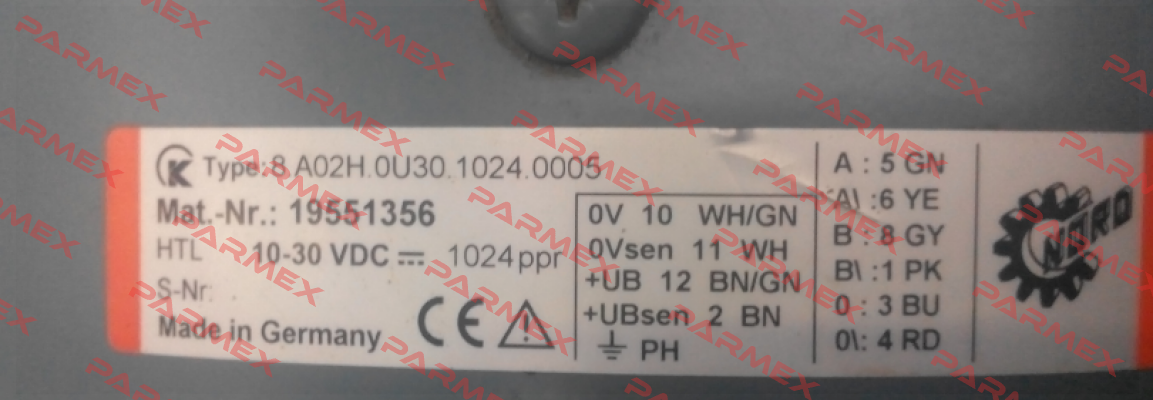 K Type:8.A02H.0U30.1024.0005
Mat.-Nr.: 19551356
HTL 10-30 VDC 1024ppr
S-Nr:
Made in Germany CE
0V 10 WH/GN
0Vsen 11 WH
+UB 12 BN/GN
+UBsen 2 BN
PH
A : 5 GN
A\ :6 YE
B : 8 GY
B\ :1 PK
0 : 3 BU
0\: 4 RD
NORD
PARMEX